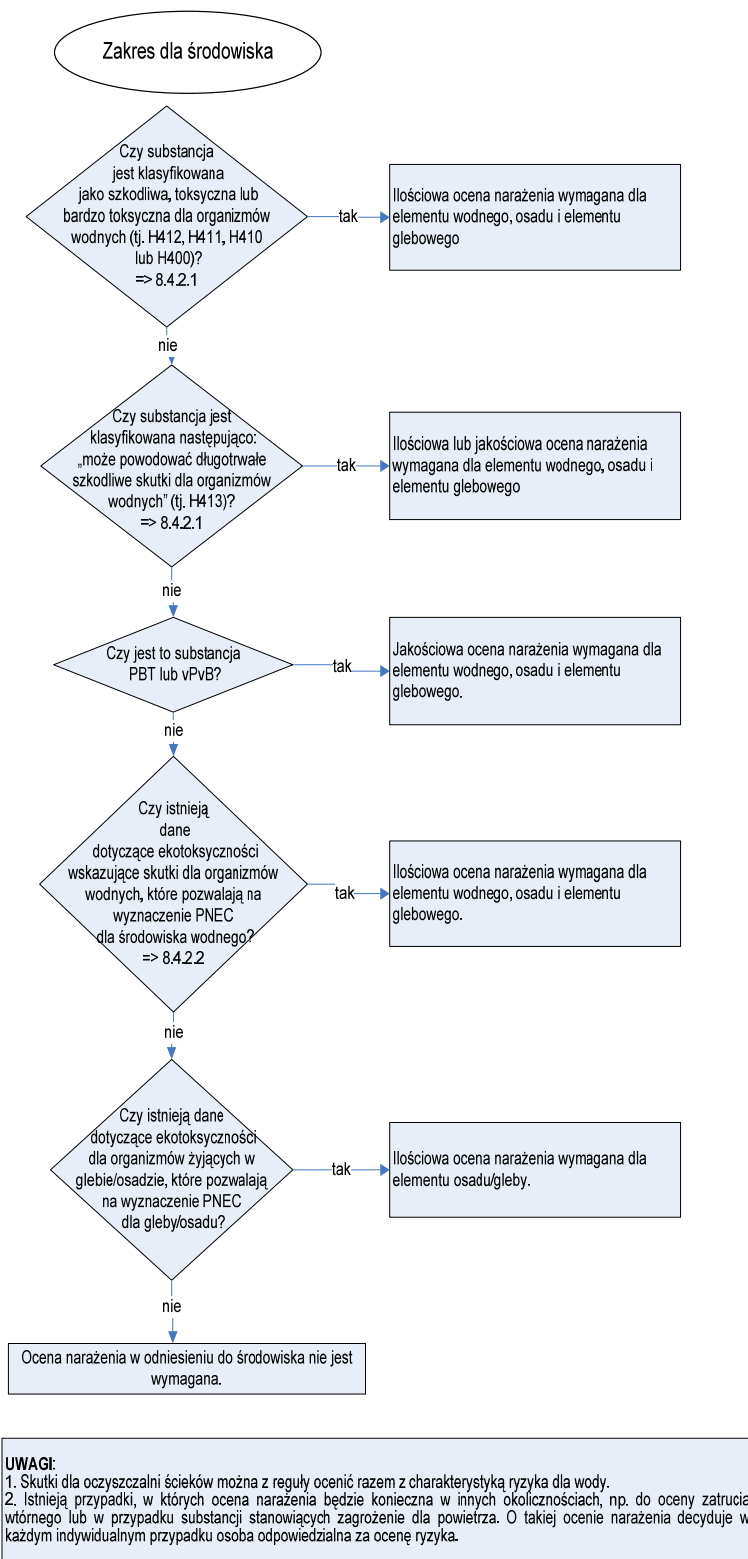 Zakres dla środowiska
Czy substancja
jest klasyfikowana
jako szkodliwa, toksyczna lub
bardzo toksyczna dla organizmów
wodnych (tj. H412, H411, H410
lub H400)?
=> 8.4.2.1
tak
Ilościowa ocena narażenia wymagana dla
elementu wodnego, osadu i elementu
glebowego
nie
Czy substancja jest
klasyfikowana następująco:
„może powodować długotrwałe
szkodliwe skutki dla organizmów
wodnych” (tj. H413)?
=> 8.4.2.1
tak
Ilościowa lub jakościowa ocena narażenia
wymagana dla elementu wodnego, osadu i
elementu glebowego
nie
Czy jest to substancja
PBT lub vPvB?
tak
Jakościowa ocena narażenia wymagana dla
elementu wodnego, osadu i elementu
glebowego.
nie
Czy istnieją
dane
dotyczące ekotoksyczności
wskazujące skutki dla organizmów
wodnych, które pozwalają na
wyznaczenie PNEC
dla środowiska wodnego?
=> 8.4.2.2
tak
Ilościowa ocena narażenia wymagana dla
elementu wodnego, osadu i elementu
glebowego.
nie
Czy istnieją dane
dotyczące ekotoksyczności
dla organizmów żyjących w
glebie/osadzie, które pozwalają
na wyznaczenie PNEC
dla gleby/osadu?
tak
Ilościowa ocena narażenia wymagana dla
elementu osadu/gleby.
nie
Ocena narażenia w odniesieniu do środowiska nie jest
wymagana.
UWAGI:
1. Skutki dla oczyszczalni ścieków można z reguły ocenić razem z charakterystyką ryzyka dla wody.
2. Istnieją przypadki, w których ocena narażenia będzie konieczna w innych okolicznościach, np. do oceny zatrucia
wtórnego lub w przypadku substancji stanowiących zagrożenie dla powietrza. O takiej ocenie narażenia decyduje w
każdym indywidualnym przypadku osoba odpowiedzialna za ocenę ryzyka.